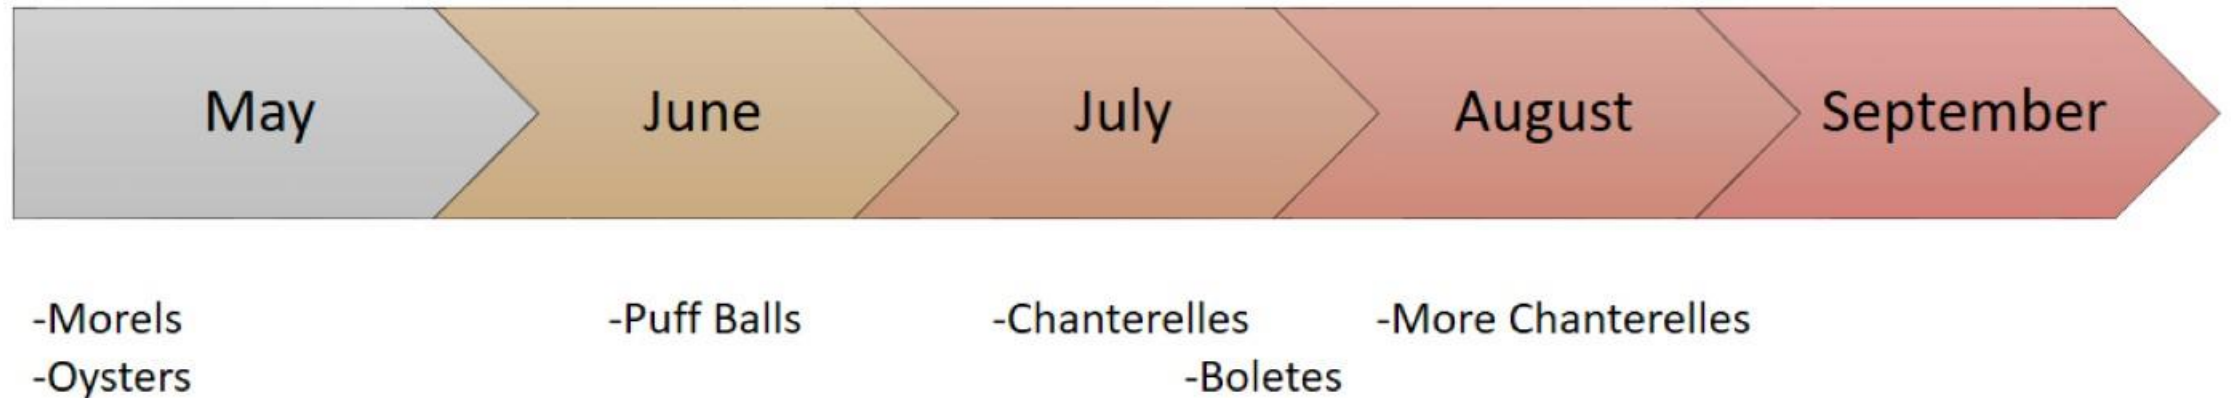 May June July August September
-Morels -Puff Balls -Chanterelles -More Chanterelles
-Oysters -Boletes